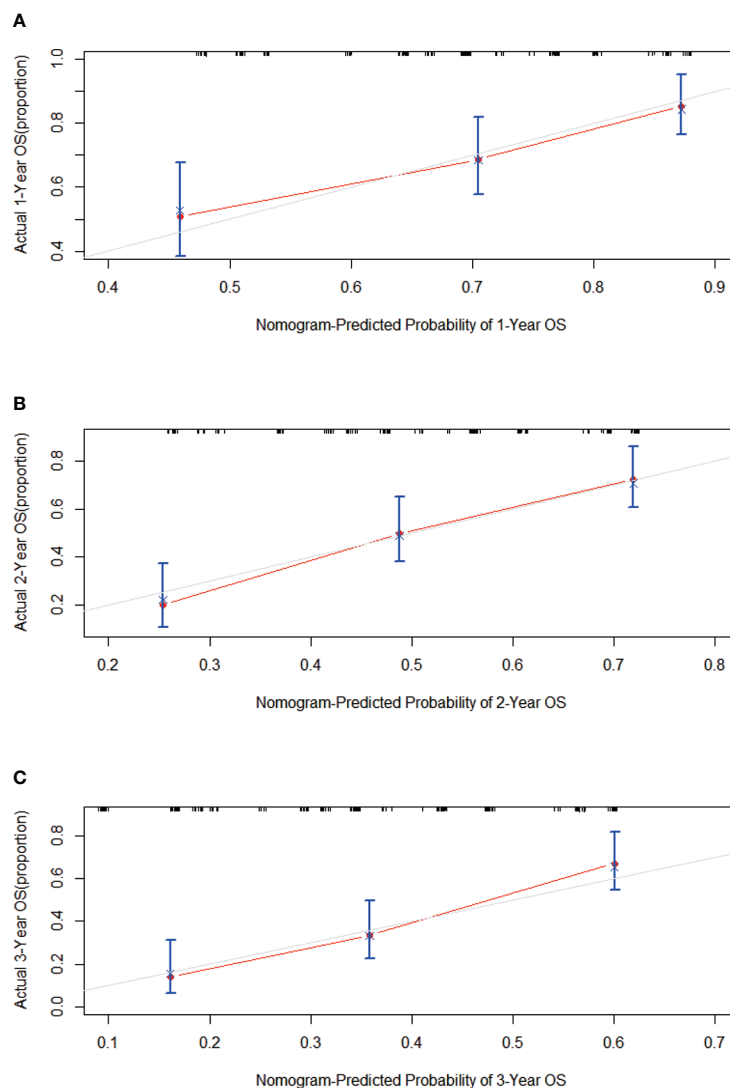 A
Actual 1-Year OS(proportion)
1.0
0.8
0.6
0.4
0.4 0.5 0.6 0.7 0.8 0.9
Nomogram-Predicted Probability of 1-Year OS
B
Actual 2-Year OS(proportion)
0.8
0.6
0.4
0.2
0.2 0.3 0.4 0.5 0.6 0.7 0.8
Nomogram-Predicted Probability of 2-Year OS
C
Actual 3-Year OS(proportion)
0.8
0.6
0.4
0.2
0.0
0.1 0.2 0.3 0.4 0.5 0.6 0.7
Nomogram-Predicted Probability of 3-Year OS